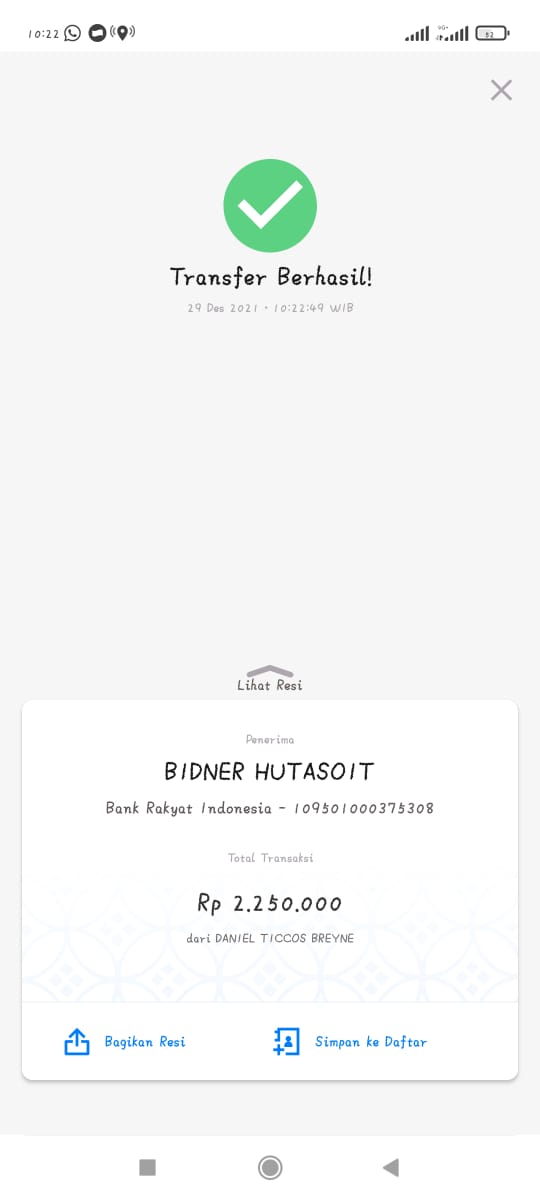 10:22
82
Transfer Berhasil!
29 Des 2021 • 10:22:49 WIB
Lihat Resi
Penerima
BIDNER HUTASOIT
Bank Rakyat Indonesia - 109501000375308
Total Transaksi
Rp 2.250.000
dari DANIEL TICCOS BREYNE
Bagikan Resi
Simpan ke Daftar